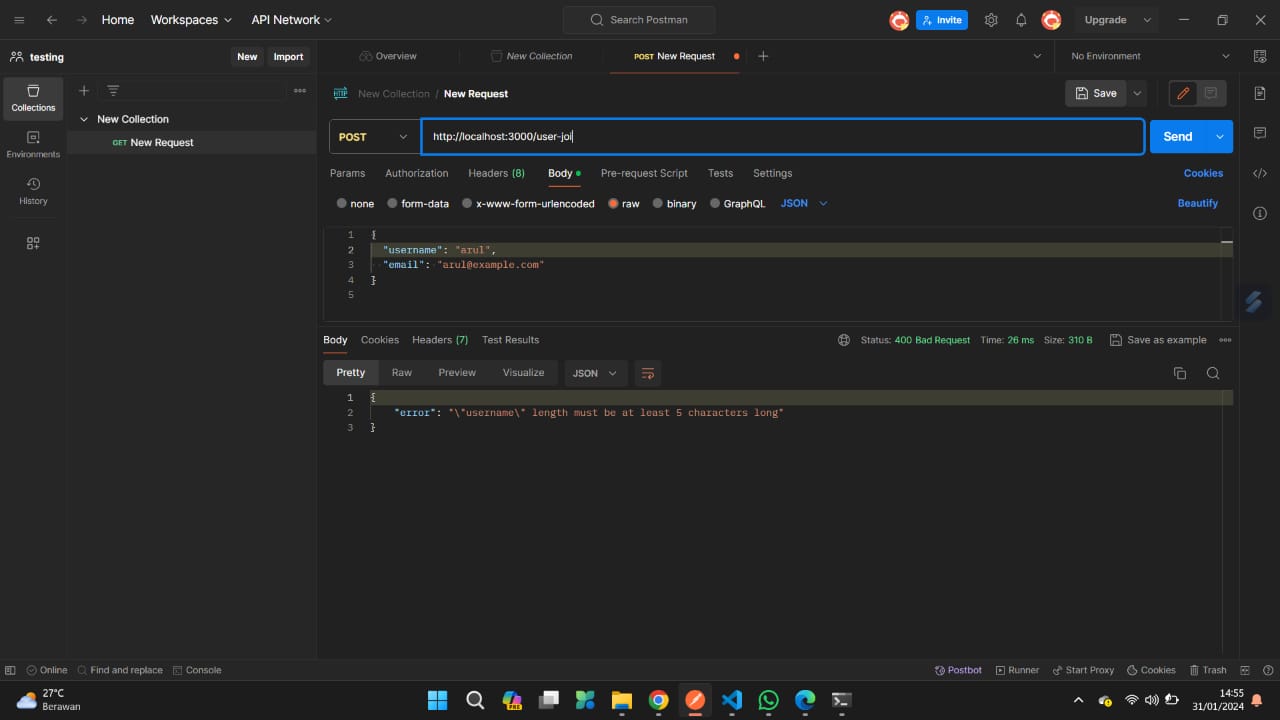 Home Workspaces API Network Search Postman Invite Upgrade
testing New Import Overview New Collection POST New Request No Environment
Collections
Environments
History
New Collection
GET New Request
New Collection / New Request Save
POST http://localhost:3000/user-joi Send
Params Authorization Headers (8) Body Pre-request Script Tests Settings Cookies
none form-data x-www-form-urlencoded raw binary GraphQL JSON Beautify
1 {
2 "username": "arul",
3 "email": "arul@example.com"
4 }
5
Body Cookies Headers (7) Test Results Status: 400 Bad Request Time: 26 ms Size: 310 B Save as example
Pretty Raw Preview Visualize JSON
1 {
2 "error": "\"username\" length must be at least 5 characters long"
3 }
Online Find and replace Console Postbot Runner Start Proxy Cookies Trash
27°C
Berawan
PRE
14:55
31/01/2024